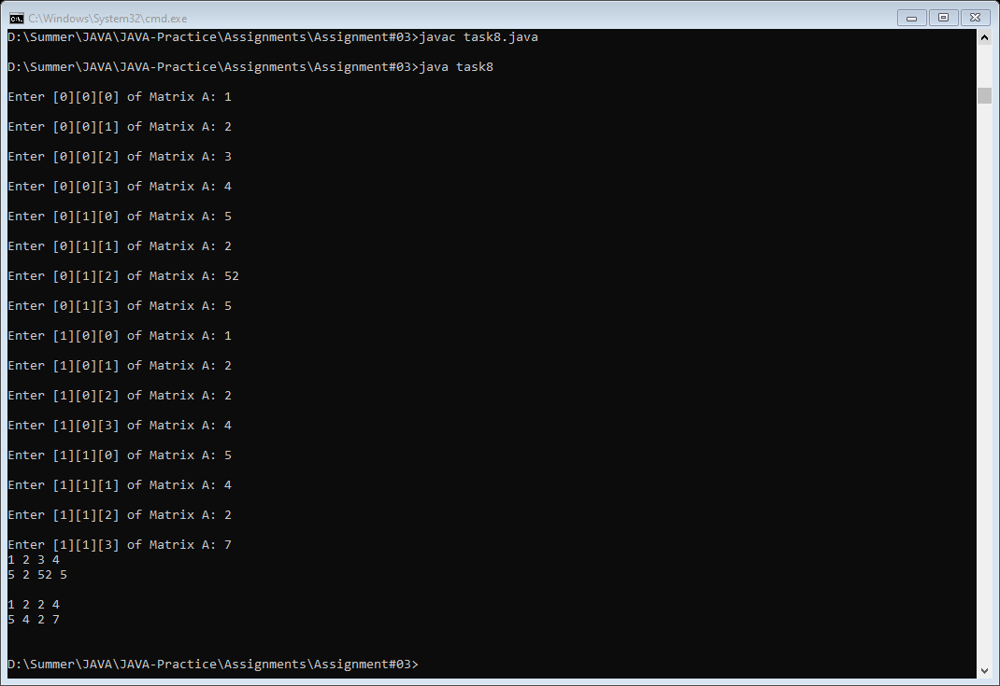 C:\Windows\System32\cmd.exe
D:\Summer\JAVA\JAVA-Practice\Assignments\Assignment#03>javac task8.java
D:\Summer\JAVA\JAVA-Practice\Assignments\Assignment#03>java task8
Enter [0][0][0] of Matrix A: 1
Enter [0][0][1] of Matrix A: 2
Enter [0][0][2] of Matrix A: 3
Enter [0][0][3] of Matrix A: 4
Enter [0][1][0] of Matrix A: 5
Enter [0][1][1] of Matrix A: 2
Enter [0][1][2] of Matrix A: 52
Enter [0][1][3] of Matrix A: 5
Enter [1][0][0] of Matrix A: 1
Enter [1][0][1] of Matrix A: 2
Enter [1][0][2] of Matrix A: 2
Enter [1][0][3] of Matrix A: 4
Enter [1][1][0] of Matrix A: 5
Enter [1][1][1] of Matrix A: 4
Enter [1][1][2] of Matrix A: 2
Enter [1][1][3] of Matrix A: 7
1 2 3 4
5 2 52 5
1 2 2 4
5 4 2 7
D:\Summer\JAVA\JAVA-Practice\Assignments\Assignment#03>